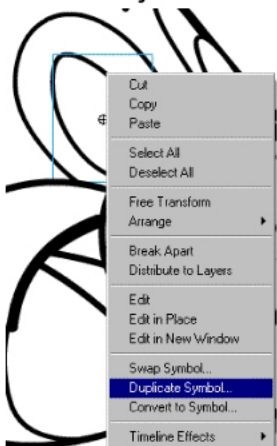 Cut
Copy
Paste
Select All
Deselect All
Free Transform
Arrange
Break Apart
Distribute to Layers
Edit
Edit in Place
Edit in New Window
Swap Symbol...
Duplicate Symbol...
Convert to Symbol...
Timeline Effects